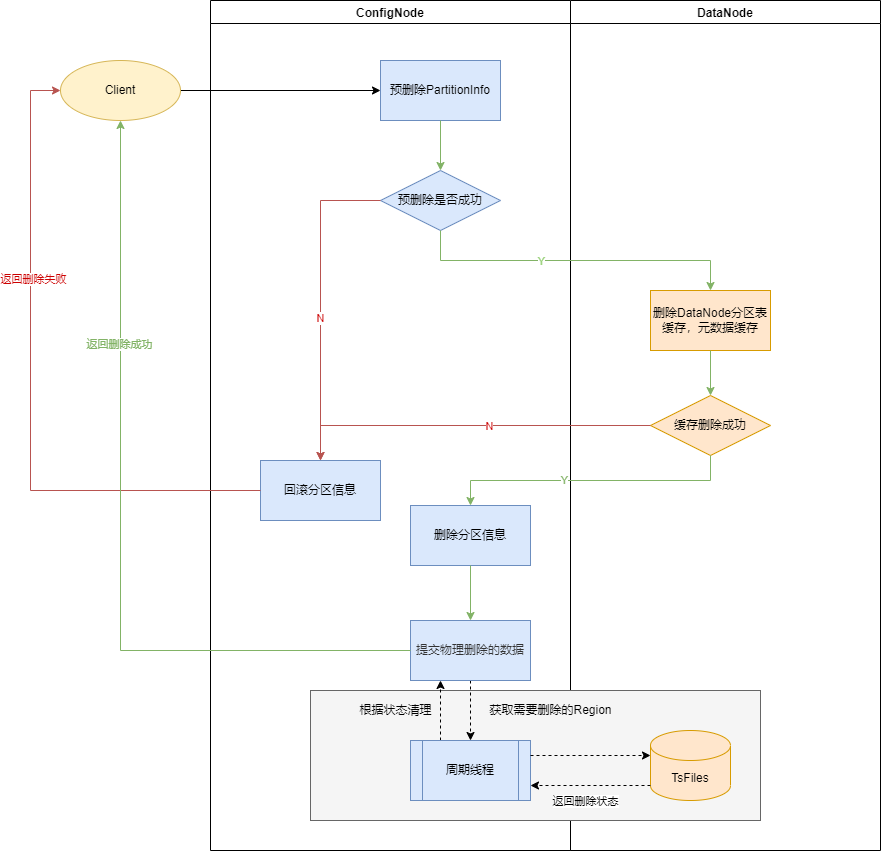 ConfigNode
DataNode
Client
预删除PartitionInfo
预删除是否成功
Y
返回删除失败
删除DataNode分区表
缓存，元数据缓存
N
返回删除成功
缓存删除成功
N
Y
回滚分区信息
删除分区信息
提交物理删除的数据
根据状态清理
获取需要删除的Region
周期线程
TsFiles
返回删除状态